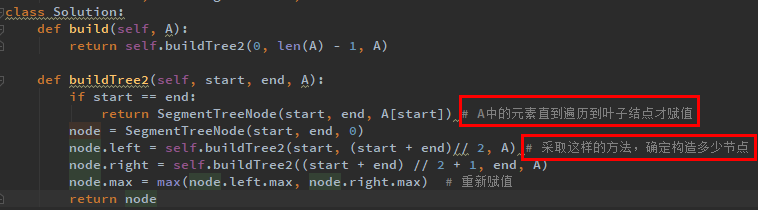 class Solution:
def build(self, A):
return self.buildTree2(0, len(A) - 1, A)
def buildTree2(self, start, end, A):
if start == end:
return SegmentTreeNode(start, end, A[start]) # A中的元素直到遍历到叶子结点才赋值
node = SegmentTreeNode(start, end, 0)
node.left = self.buildTree2(start, (start + end)// 2, A) # 采取这样的方法，确定构造多少节点
node.right = self.buildTree2((start + end) // 2 + 1, end, A)
node.max = max(node.left.max, node.right.max) # 重新赋值
return node